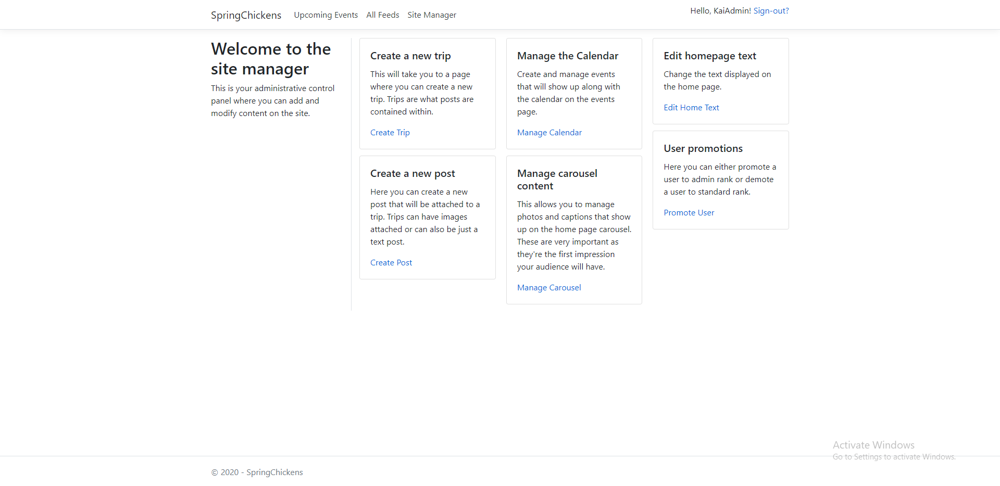 SpringChickens Upcoming Events All Feeds Site Manager Hello, KaiAdmin! Sign-out?
Welcome to the
site manager
This is your administrative control
panel where you can add and
modify content on the site.
Create a new trip
This will take you to a page
where you can create a new
trip. Trips are what posts are
contained within.
Create Trip
Create a new post
Here you can create a new
post that will be attached to a
trip. Trips can have images
attached or can also be just a
text post.
Create Post
Manage the Calendar
Create and manage events
that will show up along with
the calendar on the events
page.
Manage Calendar
Manage carousel
content
This allows you to manage
photos and captions that show
up on the home page carousel.
These are very important as
they're the first impression
your audience will have.
Manage Carousel
Edit homepage text
Change the text displayed on
the home page.
Edit Home Text
User promotions
Here you can either promote a
user to admin rank or demote
a user to standard rank.
Promote User
Activate Windows
Go to Settings to activate Windows.
© 2020 - SpringChickens